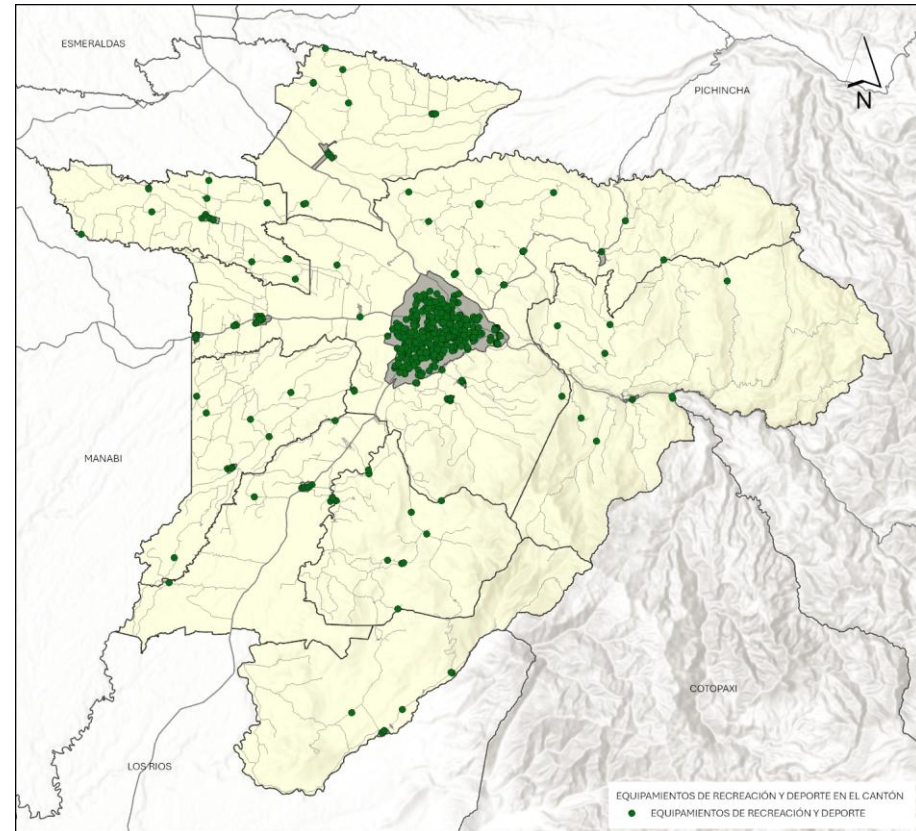 ESMERALDAS
PICHINCHA
N
MANABI
COTOPAXI
LOS RIOS
EQUIPAMIENTOS DE RECREACIÓN Y DEPORTE EN EL CANTÓN
EQUIPAMIENTOS DE RECREACIÓN Y DEPORTE